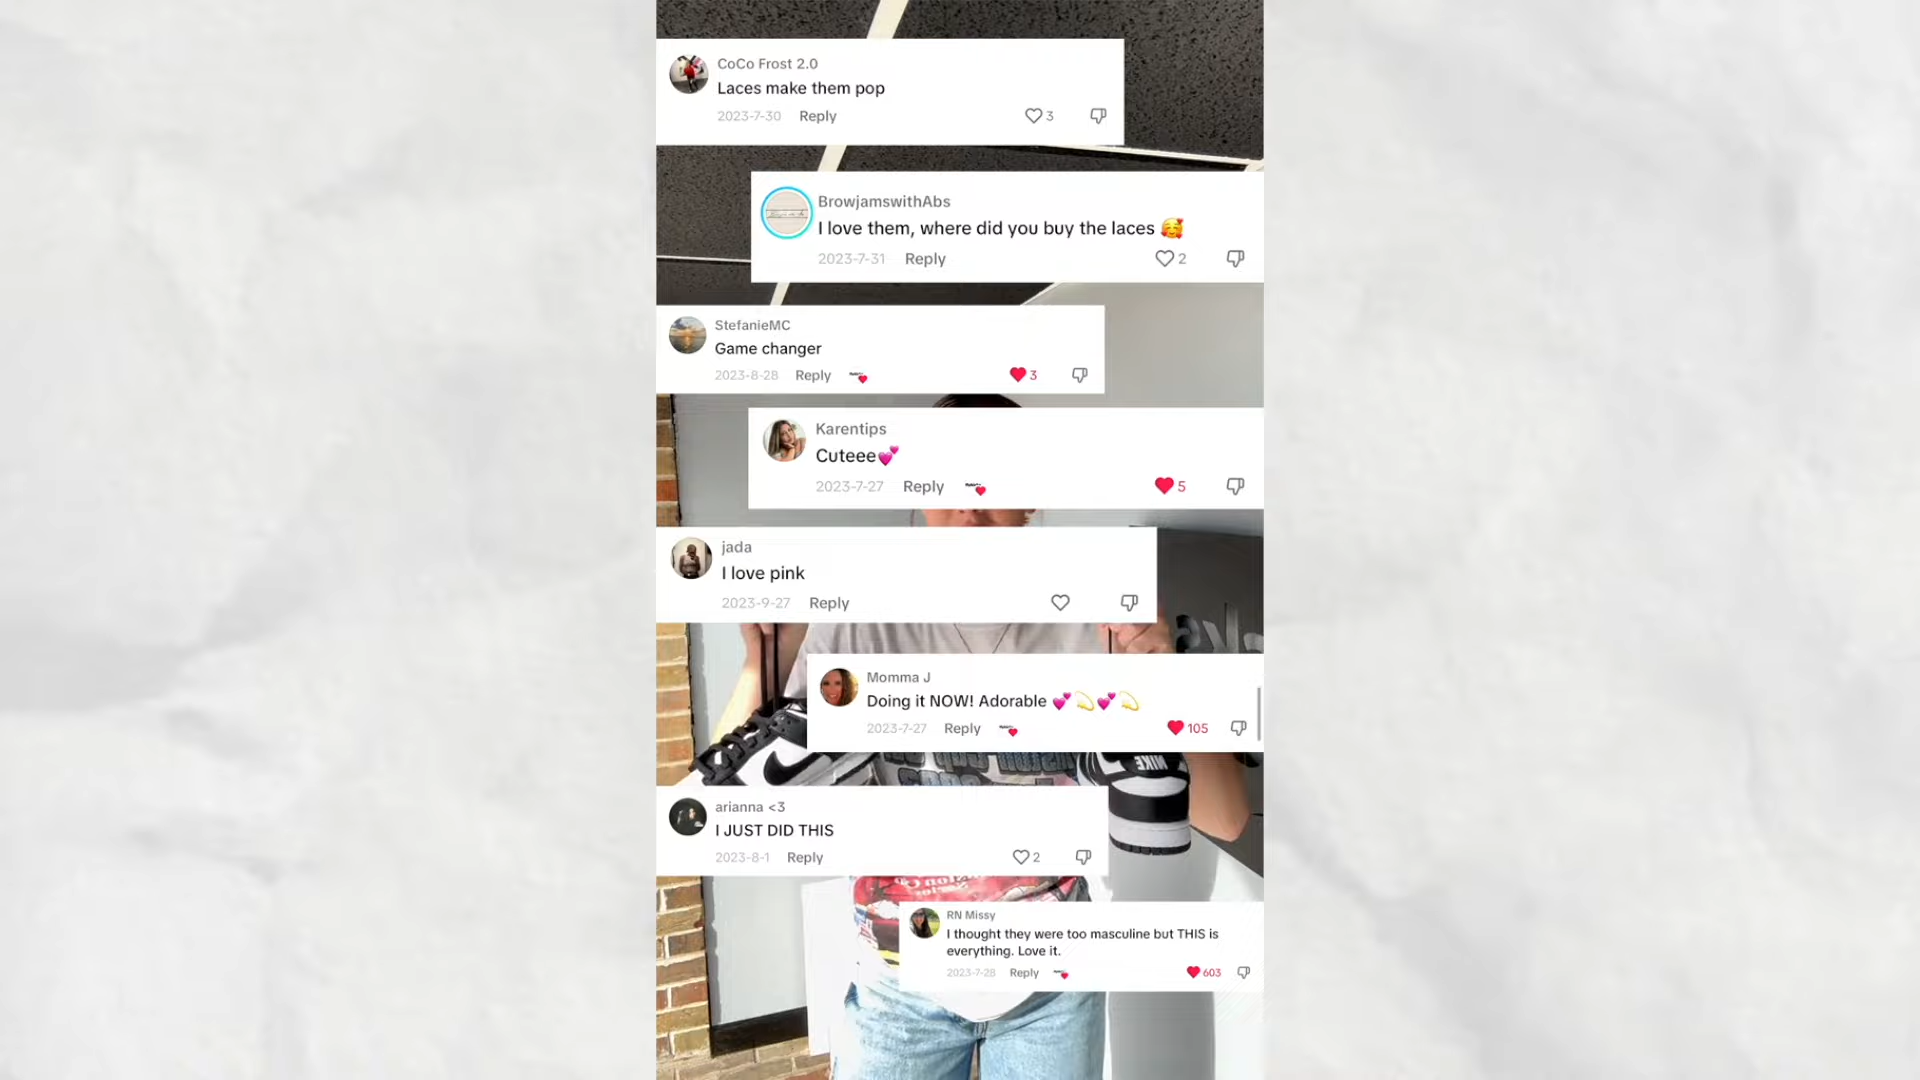 CoCo Frost 2.0
Laces make them pop
2023-7-30 Reply 3
BrowjamswithAbs
I love them, where did you buy the laces 🥰
2023-7-31 Reply 2
StefanieMC
Game changer
2023-8-28 Reply 3
Karentips
Cuteee💕
2023-7-27 Reply 5
jada
I love pink
2023-9-27 Reply
Momma J
Doing it NOW! Adorable 💕💫💕💫
2023-7-27 Reply 105
NIKE
arianna <3
I JUST DID THIS
2023-8-1 Reply 2
RN Missy
I thought they were too masculine but THIS is
everything. Love it.
2023-7-28 Reply 603